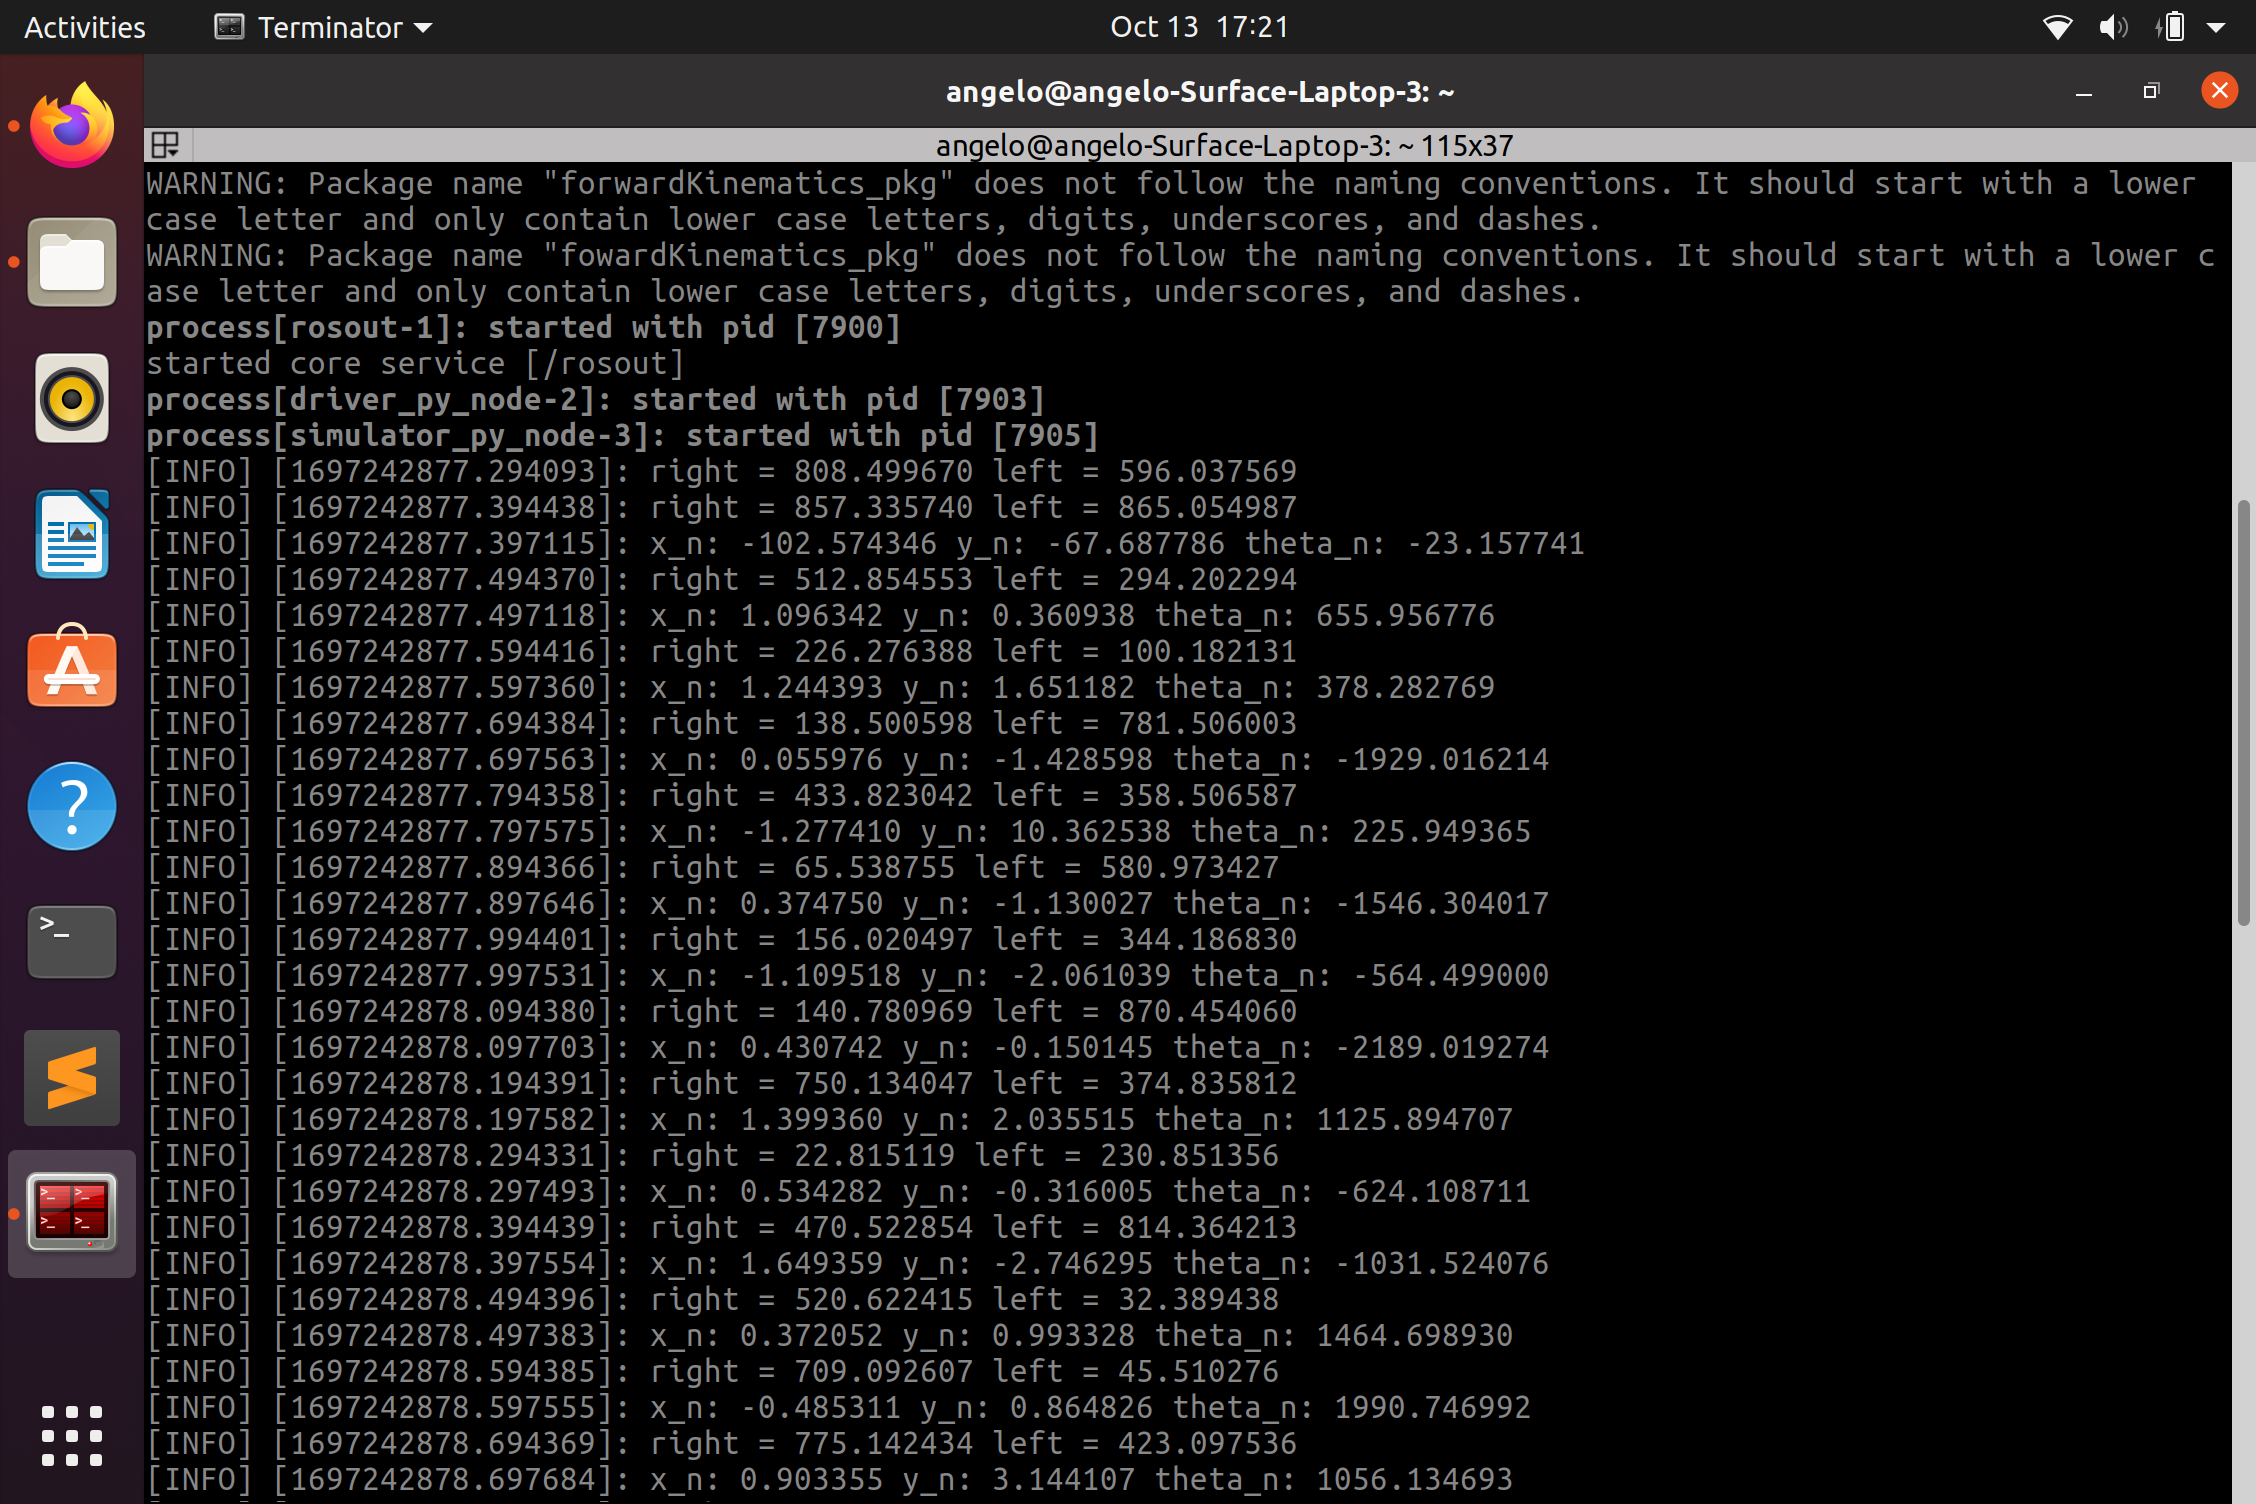 Activities
Terminator
Oct 13 17:21
angelo@angelo-Surface-Laptop-3: ~
angelo@angelo-Surface-Laptop-3: ~ 115x37
WARNING: Package name "forwardKinematics_pkg" does not follow the naming conventions. It should start with a lower
case letter and only contain lower case letters, digits, underscores, and dashes.
WARNING: Package name "fowardKinematics_pkg" does not follow the naming conventions. It should start with a lower c
ase letter and only contain lower case letters, digits, underscores, and dashes.
process[rosout-1]: started with pid [7900]
started core service [/rosout]
process[driver_py_node-2]: started with pid [7903]
process[simulator_py_node-3]: started with pid [7905]
[INFO] [1697242877.294093]: right = 808.499670 left = 596.037569
[INFO] [1697242877.394438]: right = 857.335740 left = 865.054987
[INFO] [1697242877.397115]: x_n: -102.574346 y_n: -67.687786 theta_n: -23.157741
[INFO] [1697242877.494370]: right = 512.854553 left = 294.202294
[INFO] [1697242877.497118]: x_n: 1.096342 y_n: 0.360938 theta_n: 655.956776
[INFO] [1697242877.594416]: right = 226.276388 left = 100.182131
[INFO] [1697242877.597360]: x_n: 1.244393 y_n: 1.651182 theta_n: 378.282769
[INFO] [1697242877.694384]: right = 138.500598 left = 781.506003
[INFO] [1697242877.697563]: x_n: 0.055976 y_n: -1.428598 theta_n: -1929.016214
[INFO] [1697242877.794358]: right = 433.823042 left = 358.506587
[INFO] [1697242877.797575]: x_n: -1.277410 y_n: 10.362538 theta_n: 225.949365
[INFO] [1697242877.894366]: right = 65.538755 left = 580.973427
[INFO] [1697242877.897646]: x_n: 0.374750 y_n: -1.130027 theta_n: -1546.304017
[INFO] [1697242877.994401]: right = 156.020497 left = 344.186830
[INFO] [1697242877.997531]: x_n: -1.109518 y_n: -2.061039 theta_n: -564.499000
[INFO] [1697242878.094380]: right = 140.780969 left = 870.454060
[INFO] [1697242878.097703]: x_n: 0.430742 y_n: -0.150145 theta_n: -2189.019274
[INFO] [1697242878.194391]: right = 750.134047 left = 374.835812
[INFO] [1697242878.197582]: x_n: 1.399360 y_n: 2.035515 theta_n: 1125.894707
[INFO] [1697242878.294331]: right = 22.815119 left = 230.851356
[INFO] [1697242878.297493]: x_n: 0.534282 y_n: -0.316005 theta_n: -624.108711
[INFO] [1697242878.394439]: right = 470.522854 left = 814.364213
[INFO] [1697242878.397554]: x_n: 1.649359 y_n: -2.746295 theta_n: -1031.524076
[INFO] [1697242878.494396]: right = 520.622415 left = 32.389438
[INFO] [1697242878.497383]: x_n: 0.372052 y_n: 0.993328 theta_n: 1464.698930
[INFO] [1697242878.594385]: right = 709.092607 left = 45.510276
[INFO] [1697242878.597555]: x_n: -0.485311 y_n: 0.864826 theta_n: 1990.746992
[INFO] [1697242878.694369]: right = 775.142434 left = 423.097536
[INFO] [1697242878.697684]: x_n: 0.903355 y_n: 3.144107 theta_n: 1056.134693